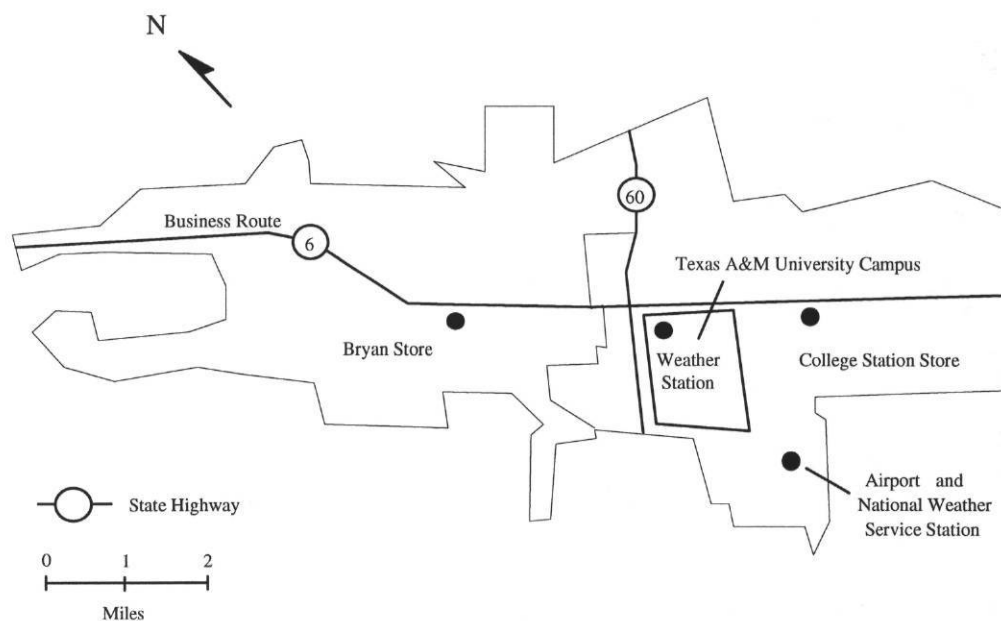 N
60
Business Route
6
Texas A&M University Campus
Bryan Store
Weather
Station
College Station Store
Airport and
National Weather
Service Station
State Highway
0 1 2
Miles